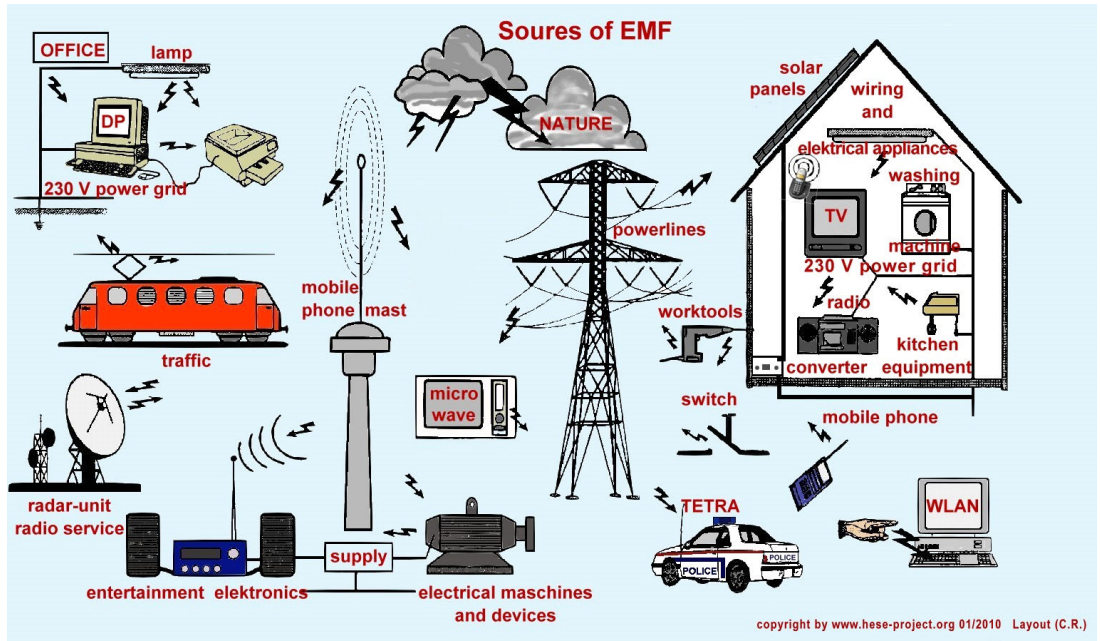 Soures of EMF
OFFICE
lamp
DP
230 V power grid
NATURE
solar
panels
wiring
and
elektrical appliances
washing
TV
machine
230 V power grid
radio
kitchen
converter equipment
powerlines
mobile
phone mast
worktools
traffic
micro
wave
switch
mobile phone
radar-unit
radio service
TETRA
WLAN
POLICE
POLICE
supply
entertainment elektronics
electrical maschines
and devices
copyright by www.hese-project.org 01/2010 Layout (C.R.)